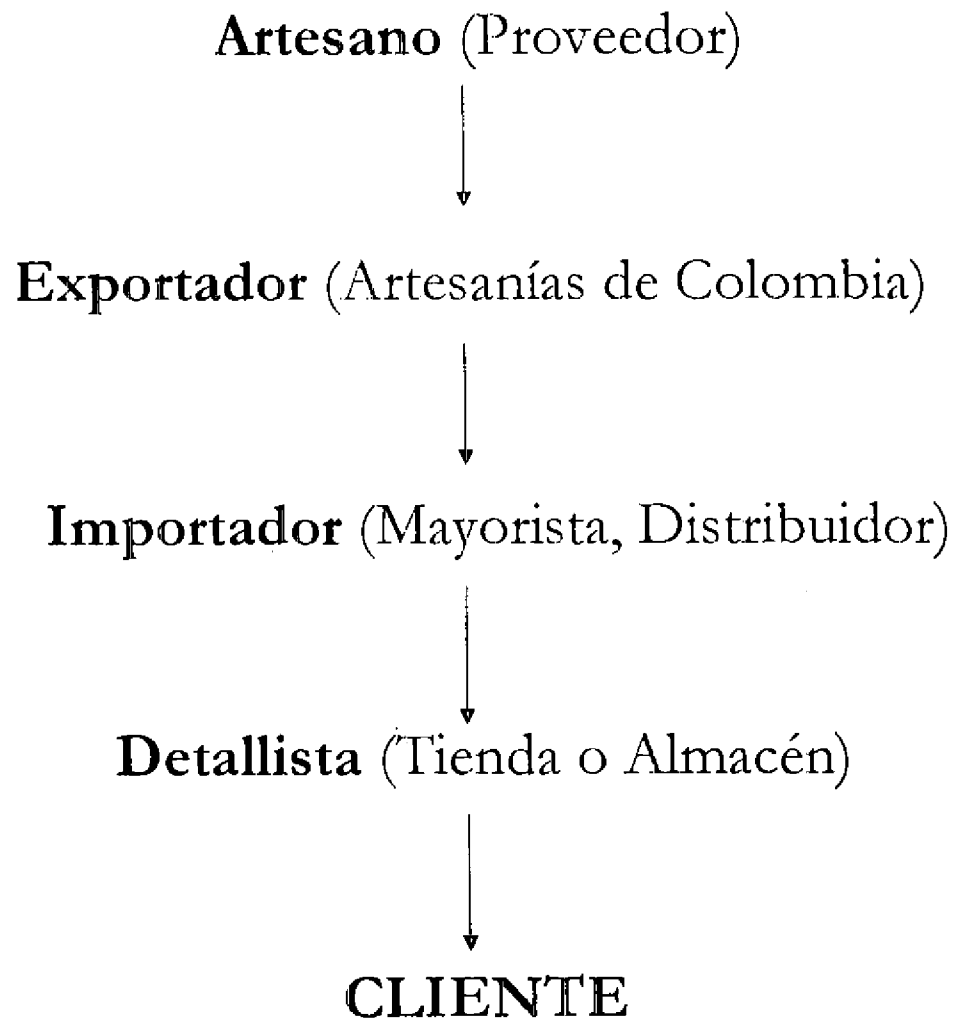 Artesano (Proveedor)
Exportador (Artesanías de Colombia)
Importador (Mayorista, Distribuidor)
Detallista (Tienda o Almacén)
CLIENTE